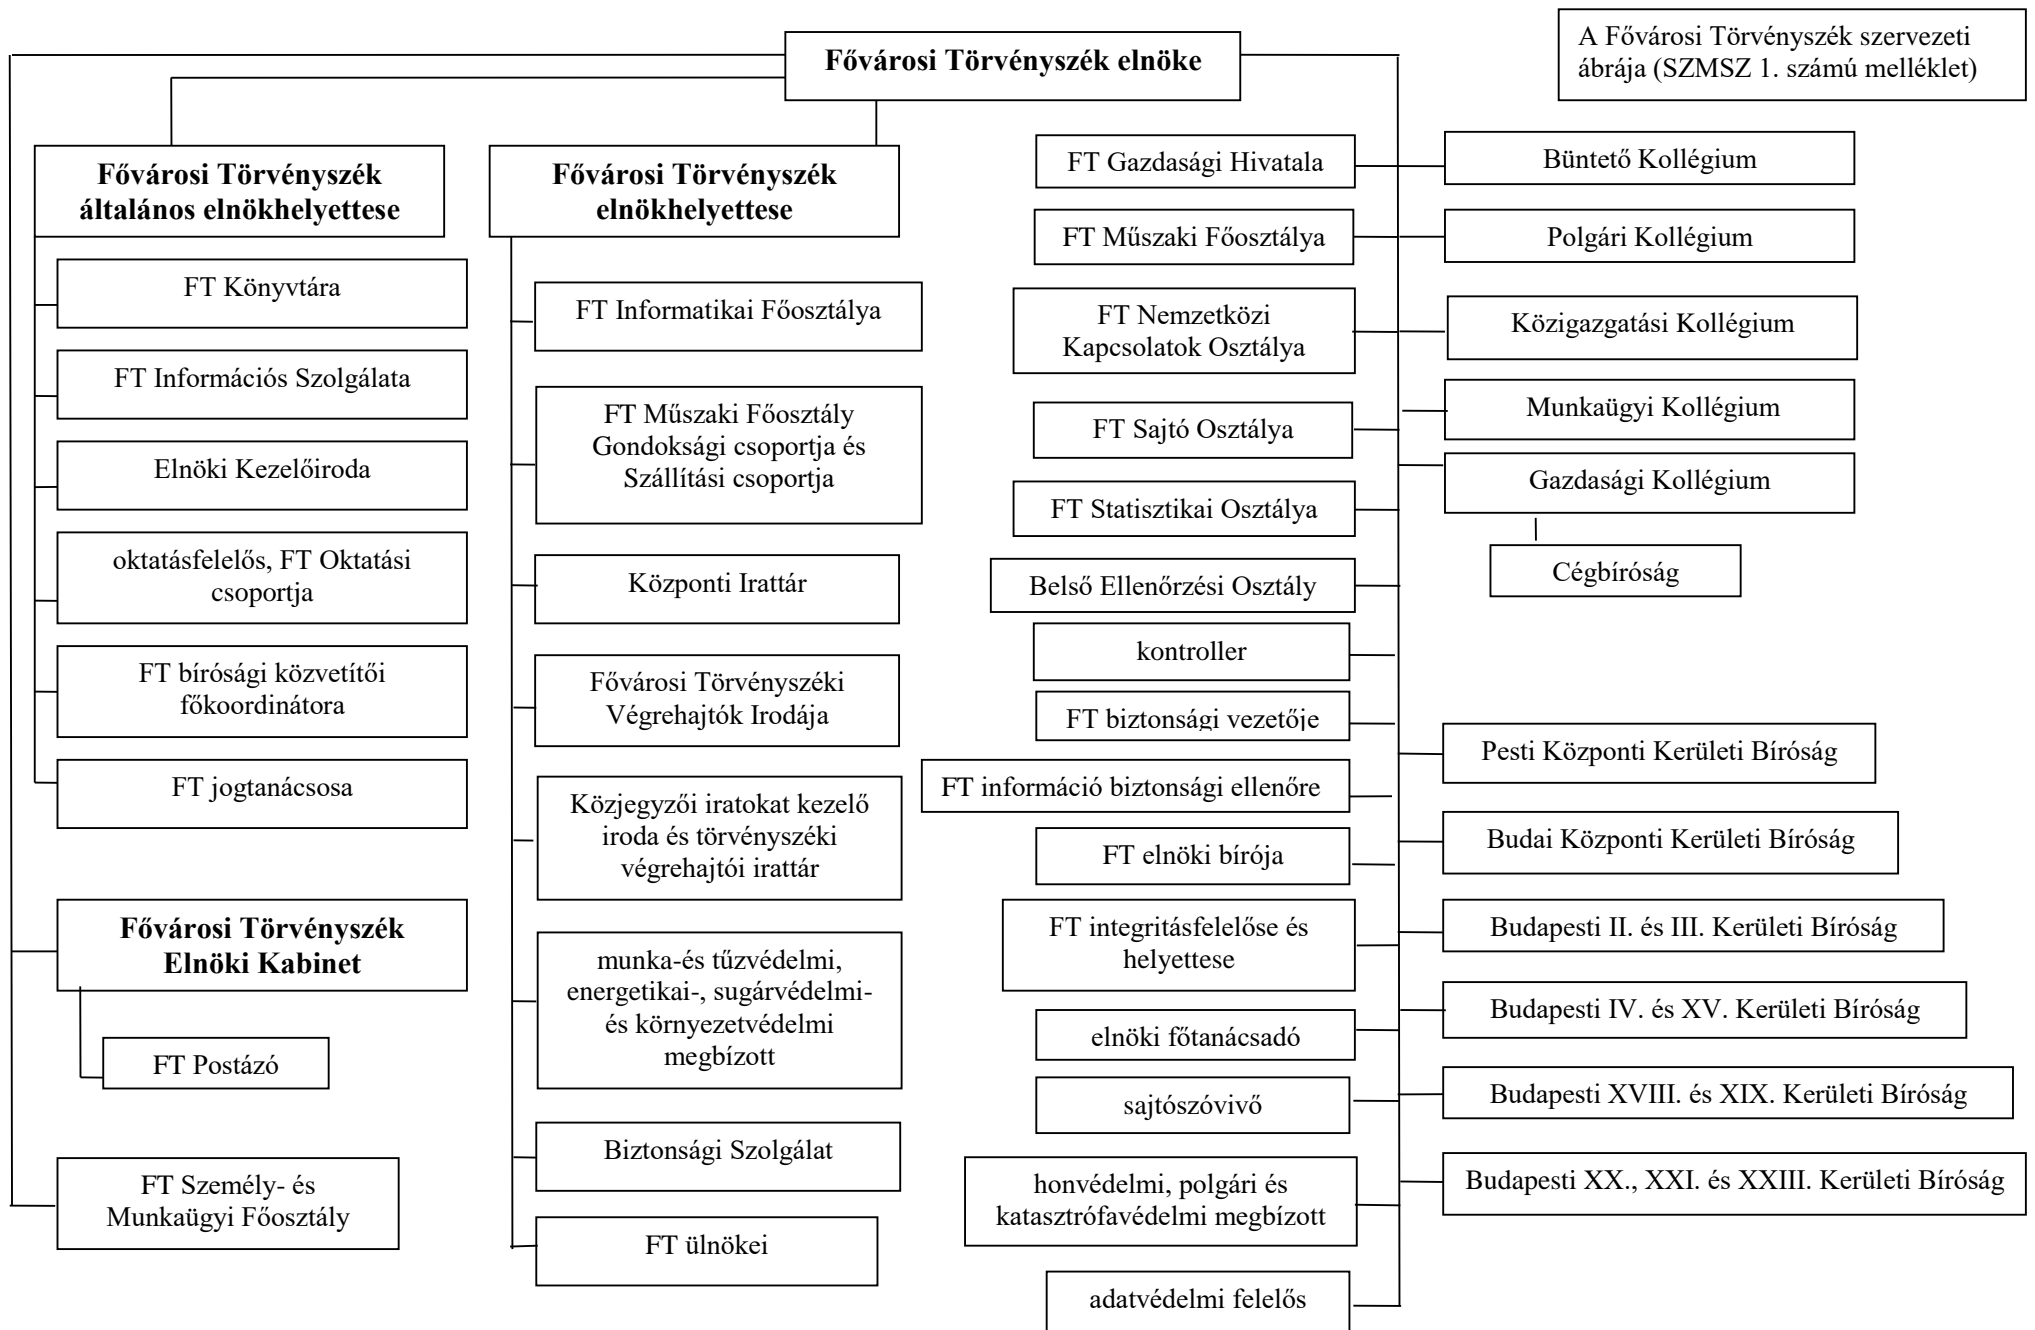 Fővárosi Törvényszék elnöke
A Fővárosi Törvényszék szervezeti
ábrája (SZMSZ 1. számú melléklet)
Fővárosi Törvényszék
általános elnökhelyettese
FT Könyvtára
FT Információs Szolgálata
Elnöki Kezelőiroda
oktatásfelelős, FT Oktatási
csoportja
FT bírósági közvetítői
főkoordinátora
FT jogtanácsosa
Fővárosi Törvényszék
Elnöki Kabinet
FT Postázó
FT Személy- és
Munkaügyi Főosztály
Fővárosi Törvényszék
elnökhelyettese
FT Informatikai Főosztálya
FT Műszaki Főosztály
Gondoksági csoportja és
Szállítási csoportja
Központi Irattár
Fővárosi Törvényszéki
Végrehajtók Irodája
Közjegyzői iratokat kezelő
iroda és törvényszéki
végrehajtói irattár
munka-és tűzvédelmi,
energetikai-, sugárvédelmi-
és környezetvédelmi
megbízott
Biztonsági Szolgálat
FT ülnökei
FT Gazdasági Hivatala
FT Műszaki Főosztálya
FT Nemzetközi
Kapcsolatok Osztálya
FT Sajtó Osztálya
FT Statisztikai Osztálya
Belső Ellenőrzési Osztály
kontroller
FT biztonsági vezetője
FT információ biztonsági ellenőre
FT elnöki bírója
FT integritásfelelőse és
helyettese
elnöki főtanácsadó
sajtószóvivő
honvédelmi, polgári és
katasztrófavédelmi megbízott
adatvédelmi felelős
Büntető Kollégium
Polgári Kollégium
Közigazgatási Kollégium
Munkaügyi Kollégium
Gazdasági Kollégium
Cégbíróság
Pesti Központi Kerületi Bíróság
Budai Központi Kerületi Bíróság
Budapesti II. és III. Kerületi Bíróság
Budapesti IV. és XV. Kerületi Bíróság
Budapesti XVIII. és XIX. Kerületi Bíróság
Budapesti XX., XXI. és XXIII. Kerületi Bíróság